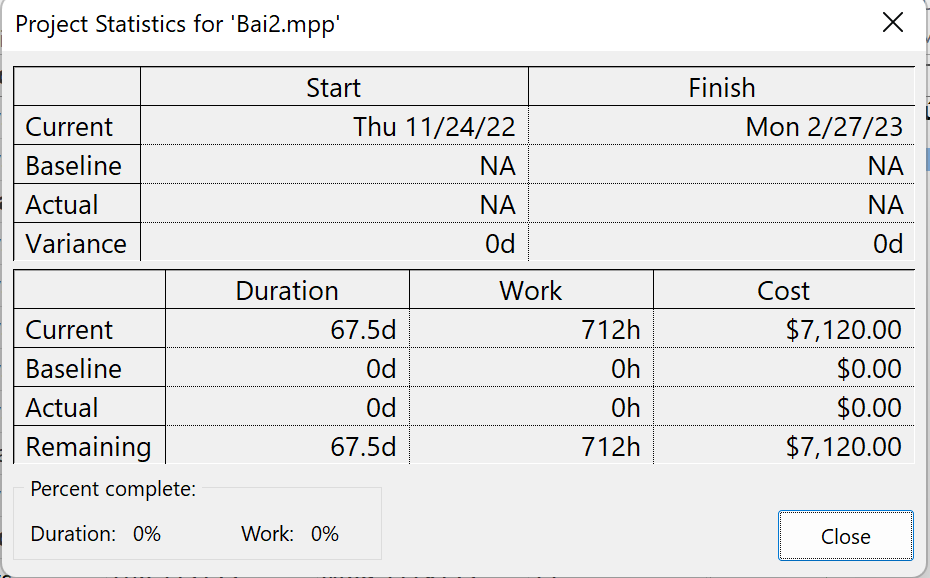 Project Statistics for 'Bai2.mpp'
Start Finish
Current Thu 11/24/22 Mon 2/27/23
Baseline NA NA
Actual NA NA
Variance 0d 0d
Duration Work Cost
Current 67.5d 712h $7,120.00
Baseline 0d 0h $0.00
Actual 0d 0h $0.00
Remaining 67.5d 712h $7,120.00
Percent complete:
Duration: 0% Work: 0%
Close